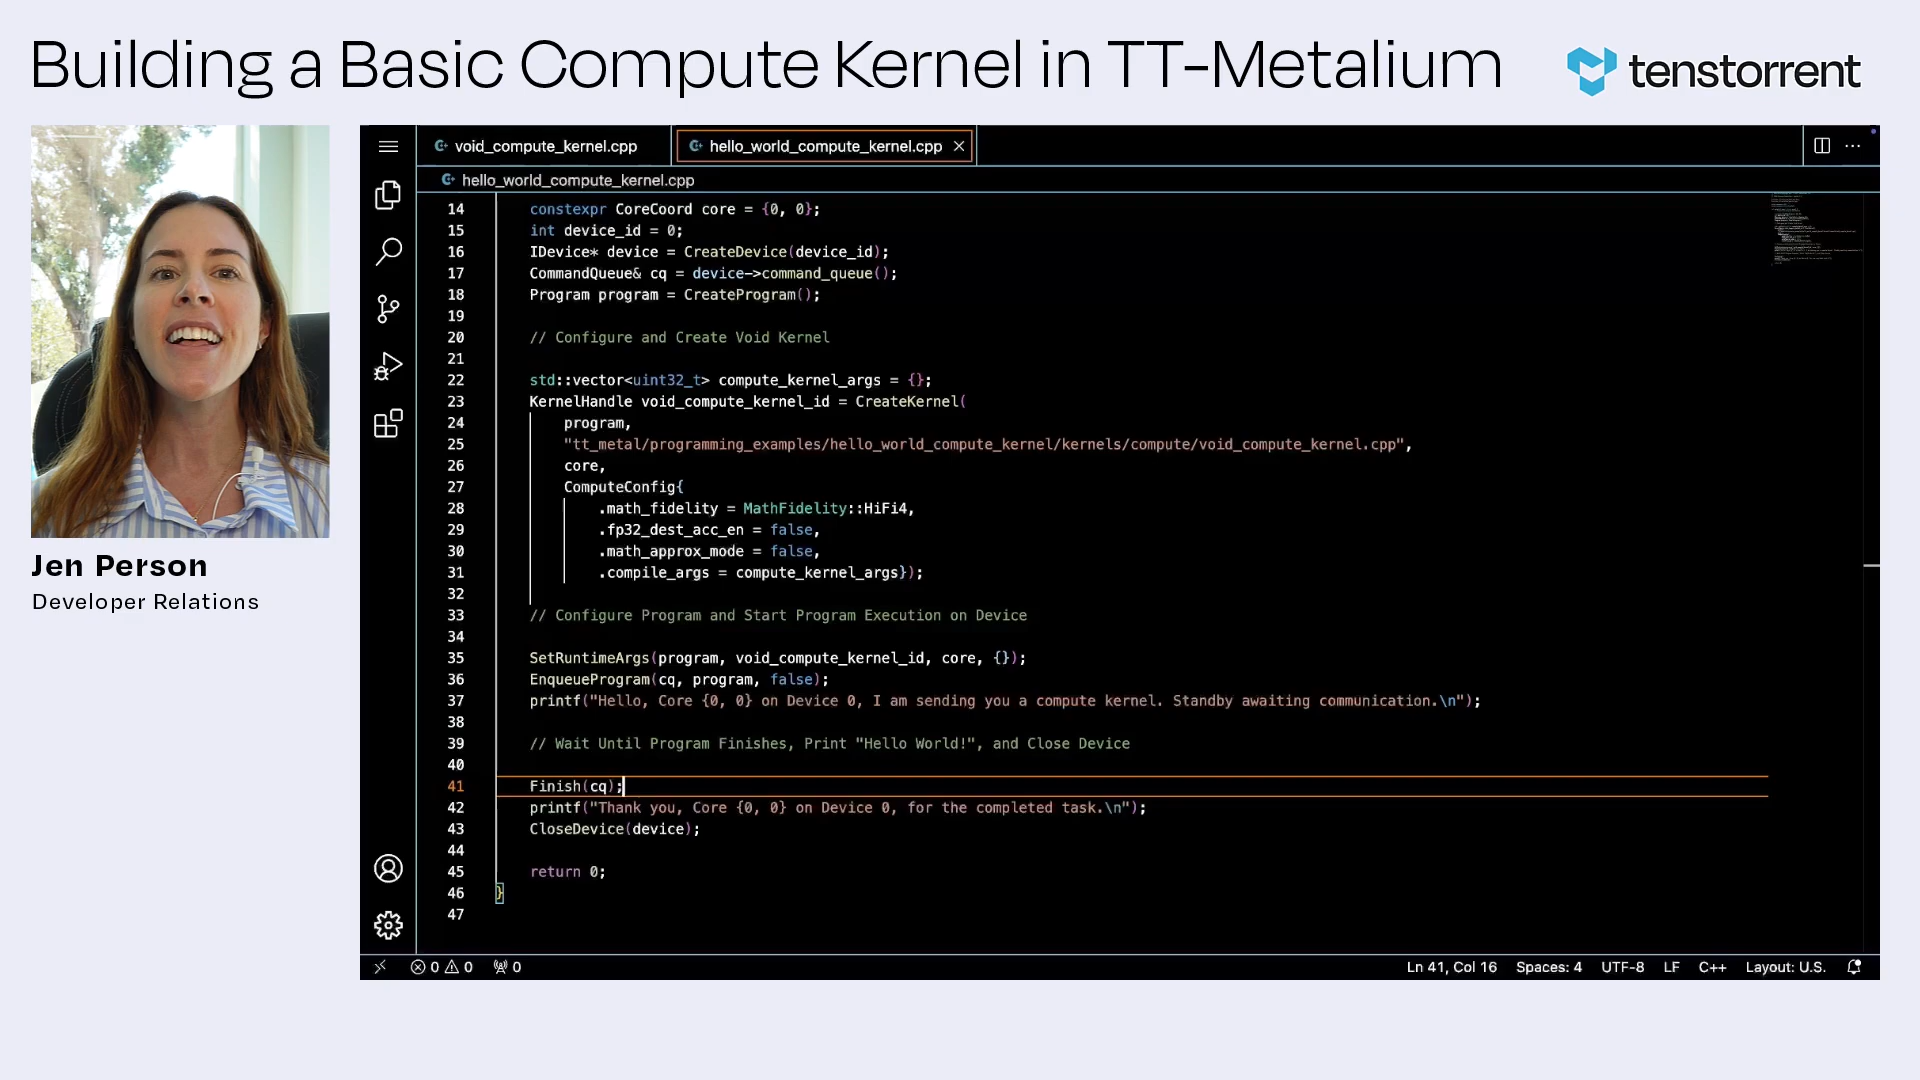 Building a Basic Compute Kernel in TT-Metalium
tenstorrent
Jen Person
Developer Relations
void_compute_kernel.cpp
hello_world_compute_kernel.cpp
hello_world_compute_kernel.cpp
14 constexpr CoreCoord core = {0, 0};
15 int device_id = 0;
16 IDevice* device = CreateDevice(device_id);
17 CommandQueue& cq = device->command_queue();
18 Program program = CreateProgram();
19
20 // Configure and Create Void Kernel
21
22 std::vector<uint32_t> compute_kernel_args = {};
23 KernelHandle void_compute_kernel_id = CreateKernel(
24 program,
25 "tt_metal/programming_examples/hello_world_compute_kernel/kernels/compute/void_compute_kernel.cpp",
26 core,
27 ComputeConfig{
28 .math_fidelity = MathFidelity::HiFi4,
29 .fp32_dest_acc_en = false,
30 .math_approx_mode = false,
31 .compile_args = compute_kernel_args});
32
33 // Configure Program and Start Program Execution on Device
34
35 SetRuntimeArgs(program, void_compute_kernel_id, core, {});
36 EnqueueProgram(cq, program, false);
37 printf("Hello, Core {0, 0} on Device 0, I am sending you a compute kernel. Standby awaiting communication.\n");
38
39 // Wait Until Program Finishes, Print "Hello World!", and Close Device
40
41 Finish(cq);
42 printf("Thank you, Core {0, 0} on Device 0, for the completed task.\n");
43 CloseDevice(device);
44
45 return 0;
46 }
47
0 0 0 Ln 41, Col 16 Spaces: 4 UTF-8 LF C++ Layout: U.S.